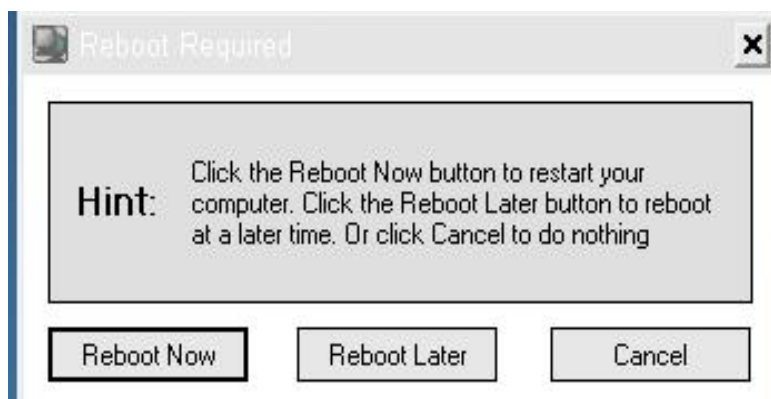 Reboot Required
Hint:
Click the Reboot Now button to restart your
computer. Click the Reboot Later button to reboot
at a later time. Or click Cancel to do nothing
Reboot Now
Reboot Later
Cancel